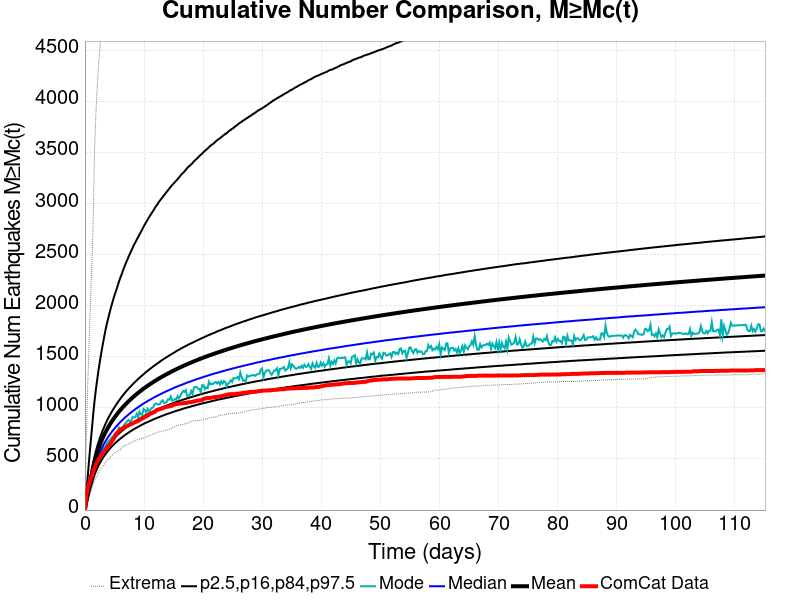 Cumulative Number Comparison, M≥Mc(t)
Cumulative Num Earthquakes M≥Mc(t)
4500
4000
3500
3000
2500
2000
1500
1000
500
0
0 10 20 30 40 50 60 70 80 90 100 110
Time (days)
Extrema p2.5,p16,p84,p97.5 Mode Median Mean ComCat Data